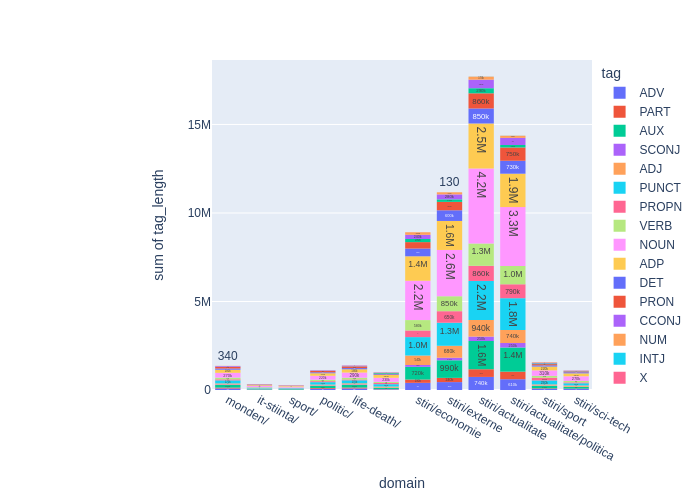 tag
ADV
PART
AUX
SCONJ
ADJ
PUNCT
PROPN
VERB
NOUN
ADP
DET
PRON
CCONJ
NUM
INTJ
X
sum of tag_length
15M
10M
5M
0
340
1.4M
2.2M
1.0M
130
1.6M
2.6M
850k
1.3M
990k
860k
850k
2.5M
4.2M
1.3M
860k
2.2M
940k
1.6M
740k
750k
730k
1.9M
3.3M
1.0M
790k
1.8M
740k
1.4M
monden/
it-stiinta/
sport/
politic/
life-death/
stiri/economie
stiri/externe
stiri/actualitate
stiri/actualitate/politica
stiri/sport
stiri/sci-tech
domain